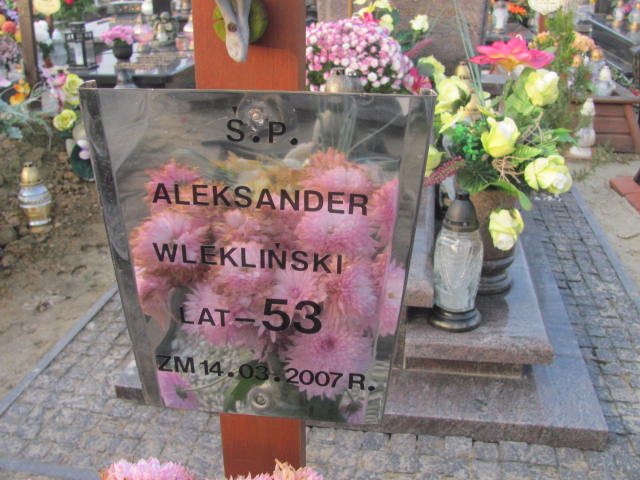 Ś.P.
ALEKSANDER
WLEKLIŃSKI
LAT-53
ZM 14.03.2007 R.